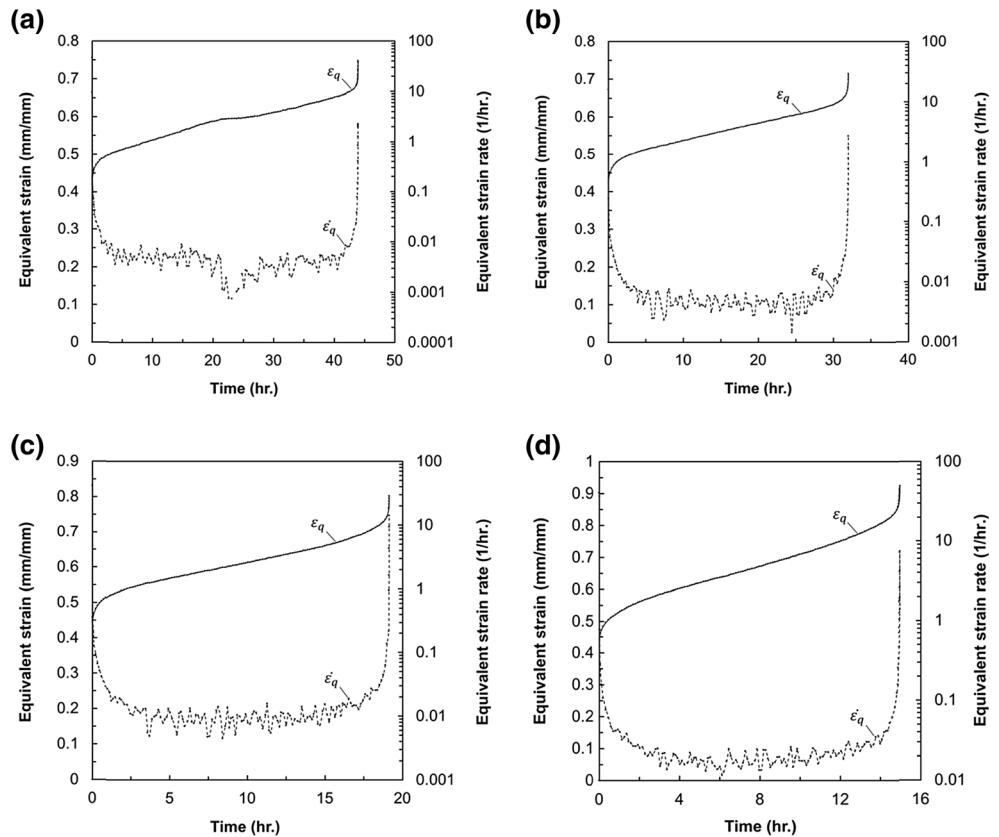 (a)
Equivalent strain (mm/mm)
0.8
0.7
0.6
0.5
0.4
0.3
0.2
0.1
0
100
10
1
0.1
0.01
0.001
0.0001
Equivalent strain rate (1/hr.)
εq
ε̇q
0 10 20 30 40 50
Time (hr.)
(b)
Equivalent strain (mm/mm)
0.8
0.7
0.6
0.5
0.4
0.3
0.2
0.1
0
100
10
1
0.1
0.01
0.001
Equivalent strain rate (1/hr.)
εq
ε̇q
0 10 20 30 40
Time (hr.)
(c)
Equivalent strain (mm/mm)
0.9
0.8
0.7
0.6
0.5
0.4
0.3
0.2
0.1
0
100
10
1
0.1
0.01
0.001
Equivalent strain rate (1/hr.)
εq
ε̇q
0 5 10 15 20
Time (hr.)
(d)
Equivalent strain (mm/mm)
1
0.9
0.8
0.7
0.6
0.5
0.4
0.3
0.2
0.1
0
100
10
1
0.1
0.01
Equivalent strain rate (1/hr.)
εq
ε̇q
0 4 8 12 16
Time (hr.)